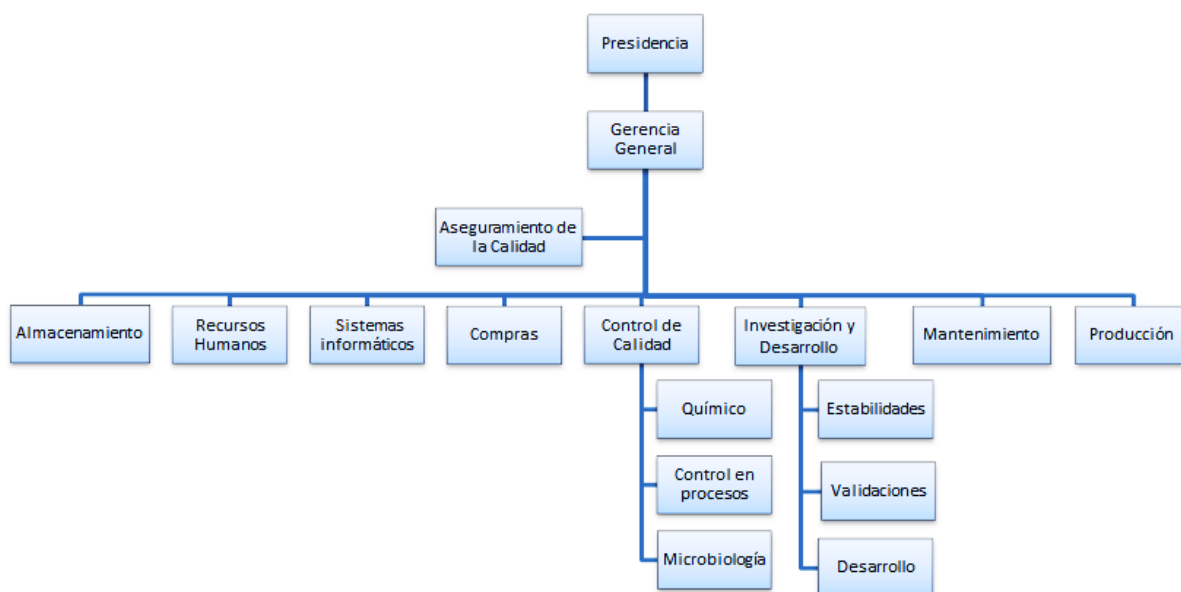 Presidencia
Gerencia
General
Aseguramiento de
la Calidad
Almacenamiento
Recursos
Humanos
Sistemas
informáticos
Compras
Control de
Calidad
Investigación y
Desarrollo
Mantenimiento
Producción
Químico
Control en
procesos
Microbiología
Estabilidades
Validaciones
Desarrollo